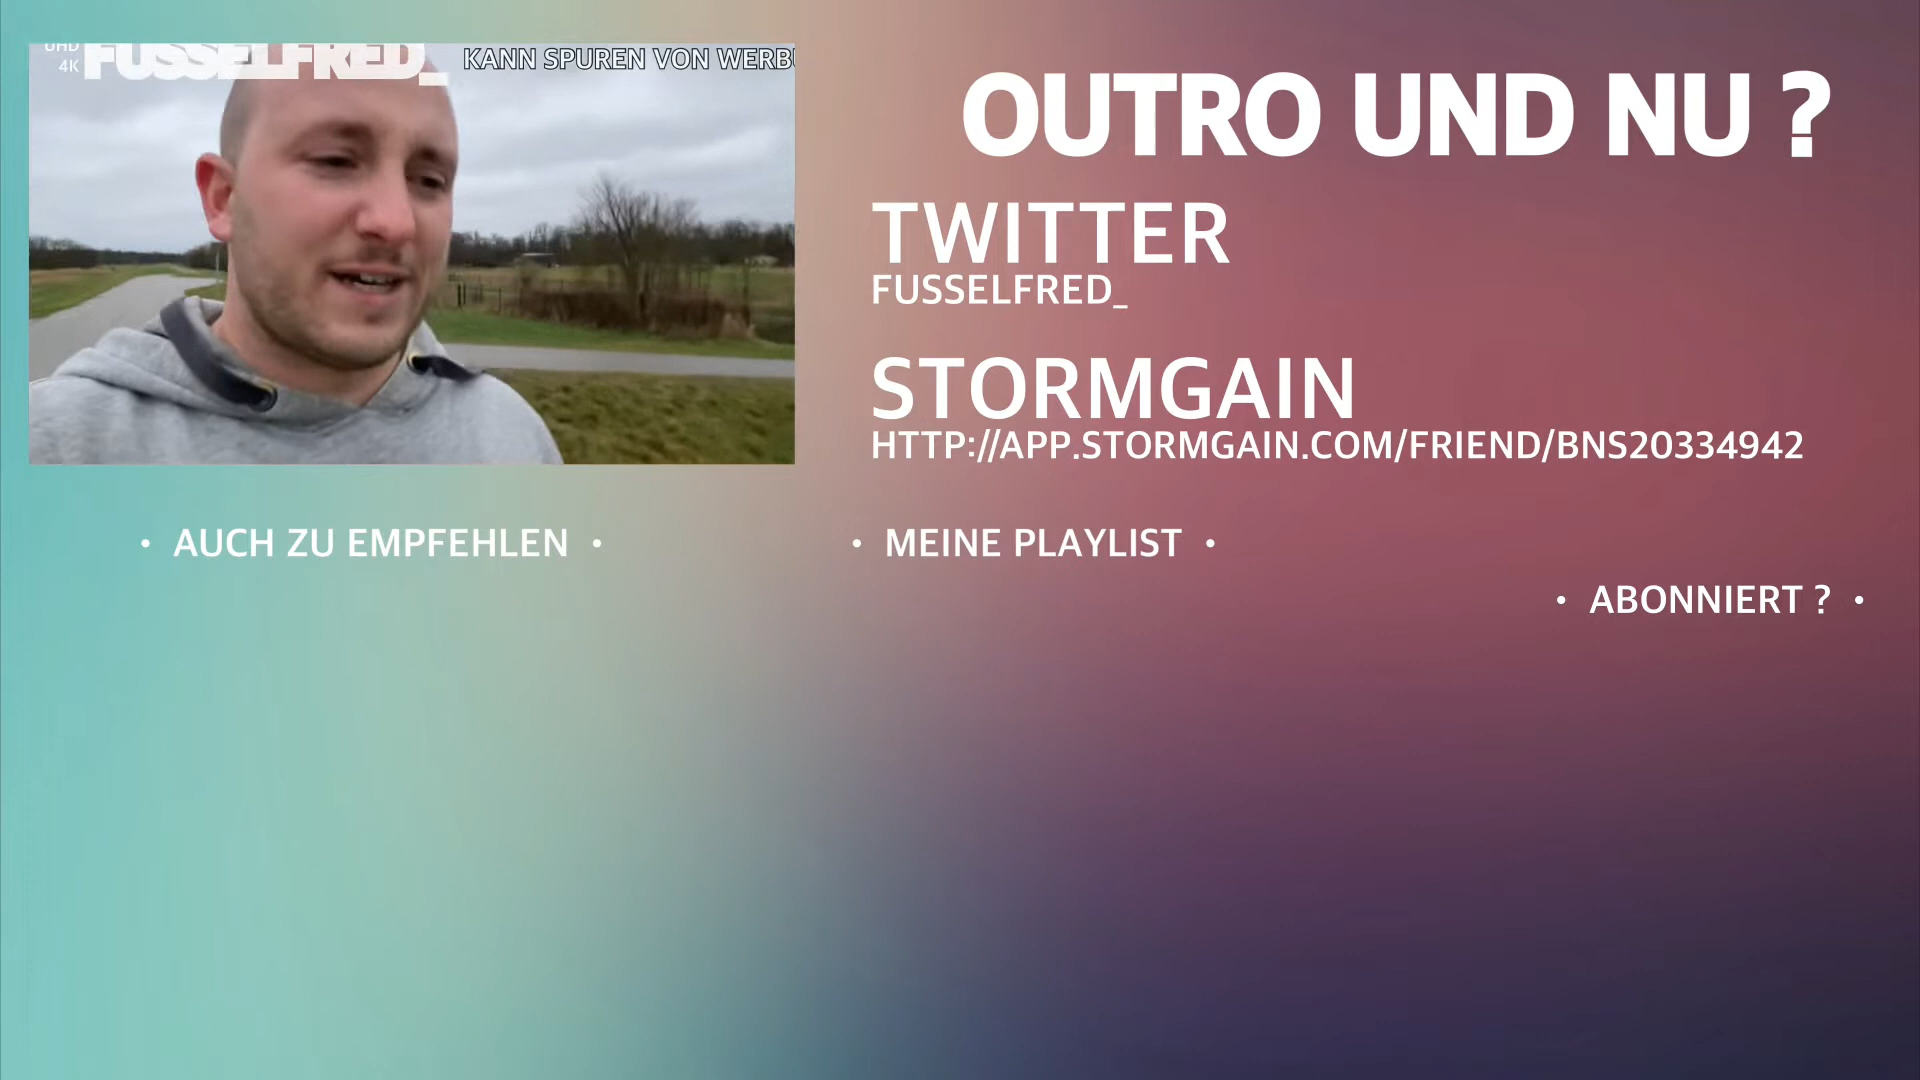 UHD
4K
FUSSELFRED_
KANN SPUREN VON
OUTRO UND NU ?
TWITTER
FUSSELFRED_
STORMGAIN
HTTP://APP.STORMGAIN.COM/FRIEND/BNS20334942
• AUCH ZU EMPFEHLEN •
• MEINE PLAYLIST •
• ABONNIERT ? •